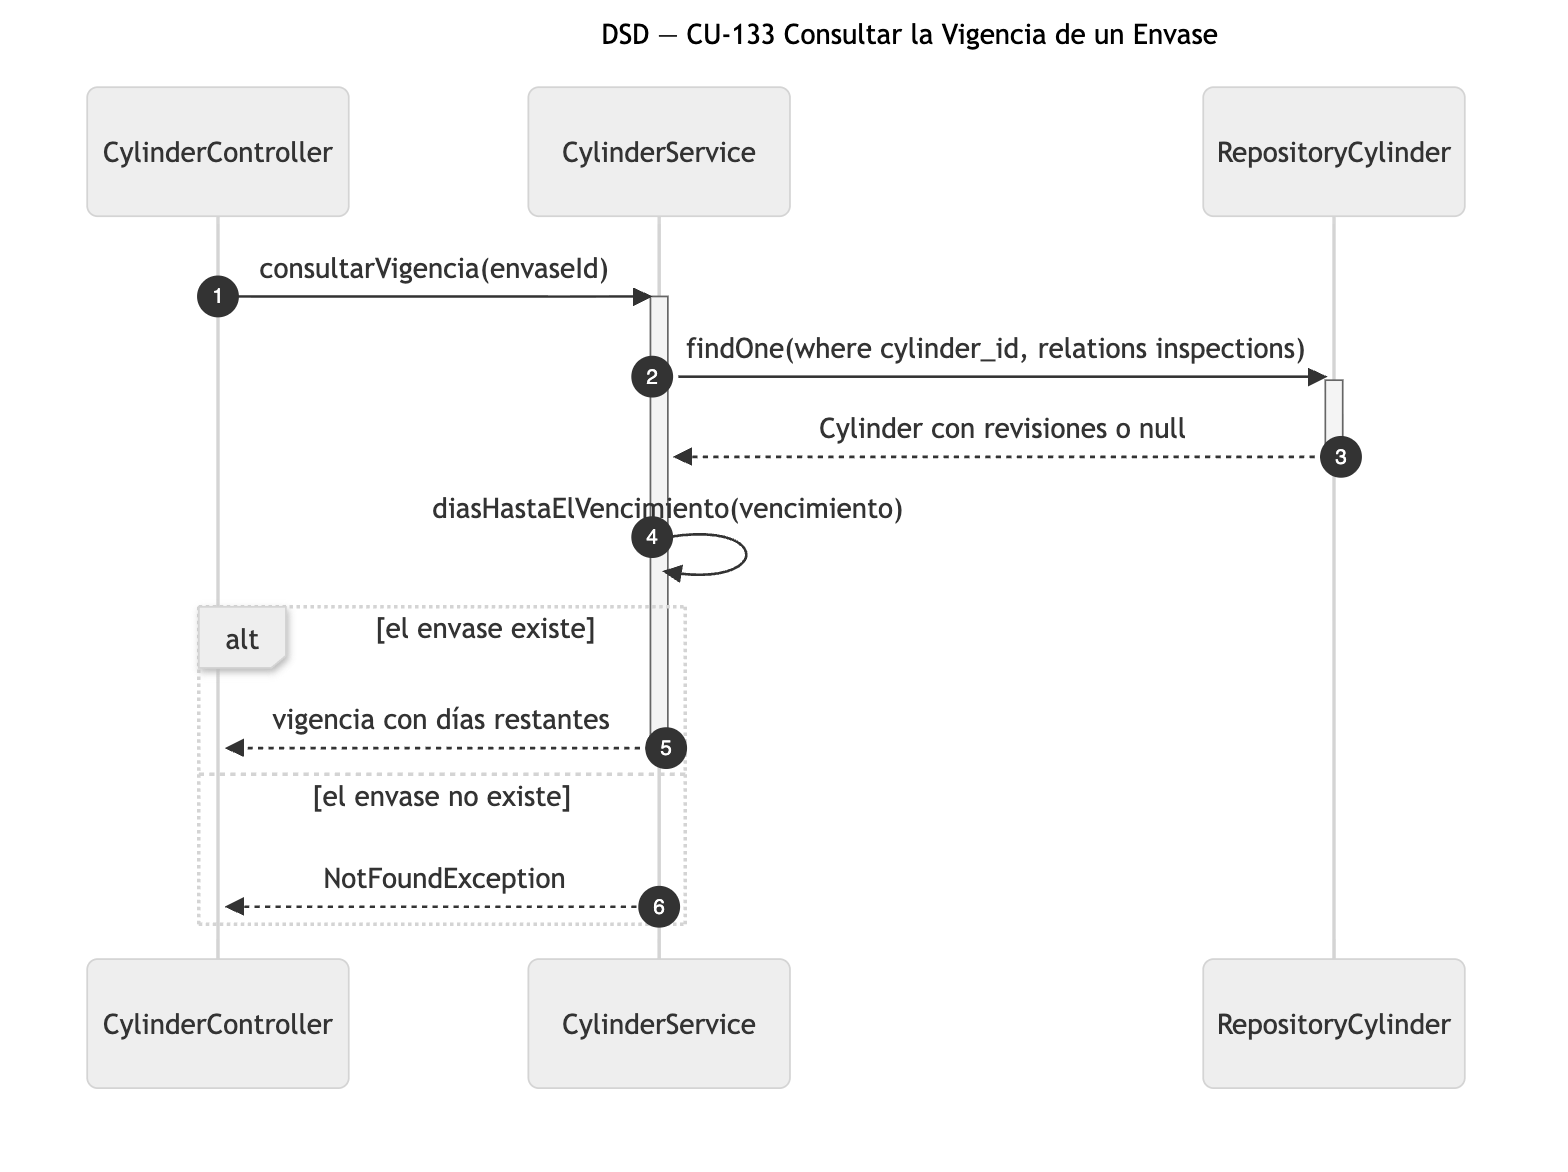 DSD — CU-133 Consultar la Vigencia de un Envase
CylinderController
CylinderService
RepositoryCylinder
1
consultarVigencia(envaseId)
2
findOne(where cylinder_id, relations inspections)
Cylinder con revisiones o null
3
diasHastaElVencimiento(vencimiento)
4
alt
[el envase existe]
vigencia con días restantes
5
[el envase no existe]
NotFoundException
6
CylinderController
CylinderService
RepositoryCylinder